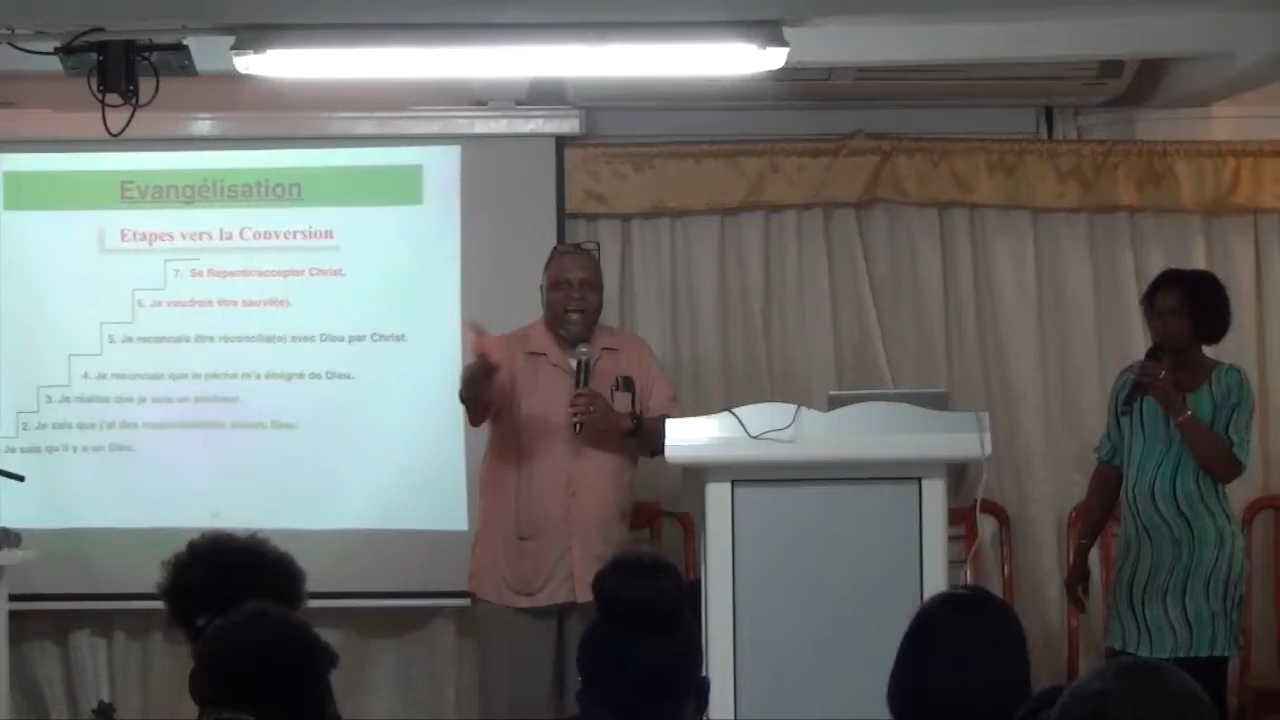 Evangélisation
Etapes vers la Conversion
7. Se Repentir/accepter Christ.
6. Je voudrais être sauvé(e).
5. Je reconnais être réconcilié(e) avec Dieu par Christ.
4. Je reconnais que le péché m'a éloigné de Dieu.
3. Je réalise que je suis un pécheur.
2. Je sais que j'ai des responsabilités envers Dieu.
Je sais qu'il y a un Dieu.